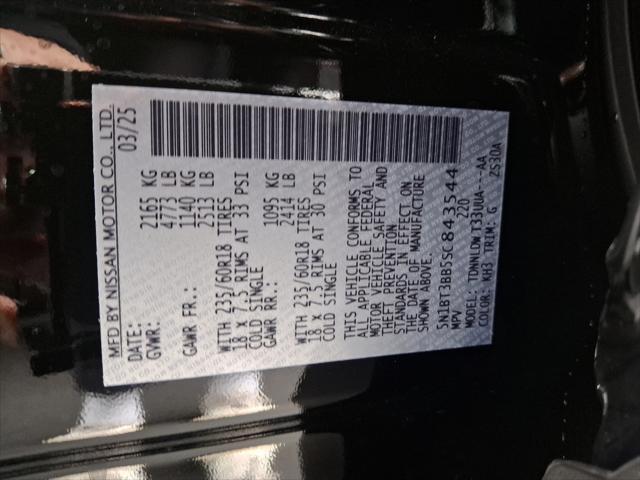 MFD BY NISSAN MOTOR CO., LTD.
DATE: 03/25
GVWR: 2165 KG
4773 LB
GAWR FR.: 1140 KG
2513 LB
WITH 235/60R18 TIRES
18 X 7.5 RIMS AT 33 PSI
COLD SINGLE
GAWR RR.: 1095 KG
2414 LB
WITH 235/60R18 TIRES
18 X 7.5 RIMS AT 30 PSI
COLD SINGLE
THIS VEHICLE CONFORMS TO
ALL APPLICABLE FEDERAL
MOTOR VEHICLE SAFETY AND
THEFT PREVENTION
STANDARDS IN EFFECT ON
THE DATE OF MANUFACTURE
SHOWN ABOVE.
5N1BT3BB5SC843544
MPV 220
MODEL: 
COLOR: KH3 TRIM: G 2S30A